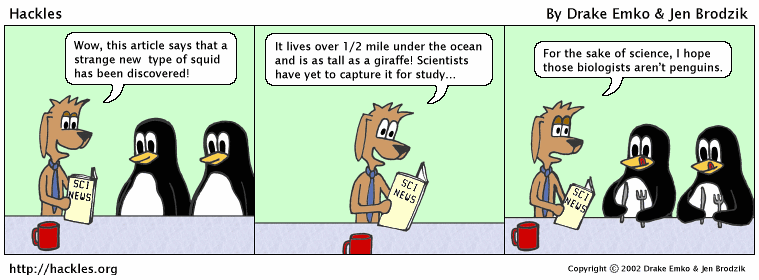 Hackles
By Drake Emko & Jen Brodzik
Wow, this article says that a
strange new type of squid
has been discovered!
SCI
NEWS
It lives over 1/2 mile under the ocean
and is as tall as a giraffe! Scientists
have yet to capture it for study...
SCI
NEWS
For the sake of science, I hope
those biologists aren't penguins.
SCI
NEWS
http://hackles.org
Copyright © 2002 Drake Emko & Jen Brodzik